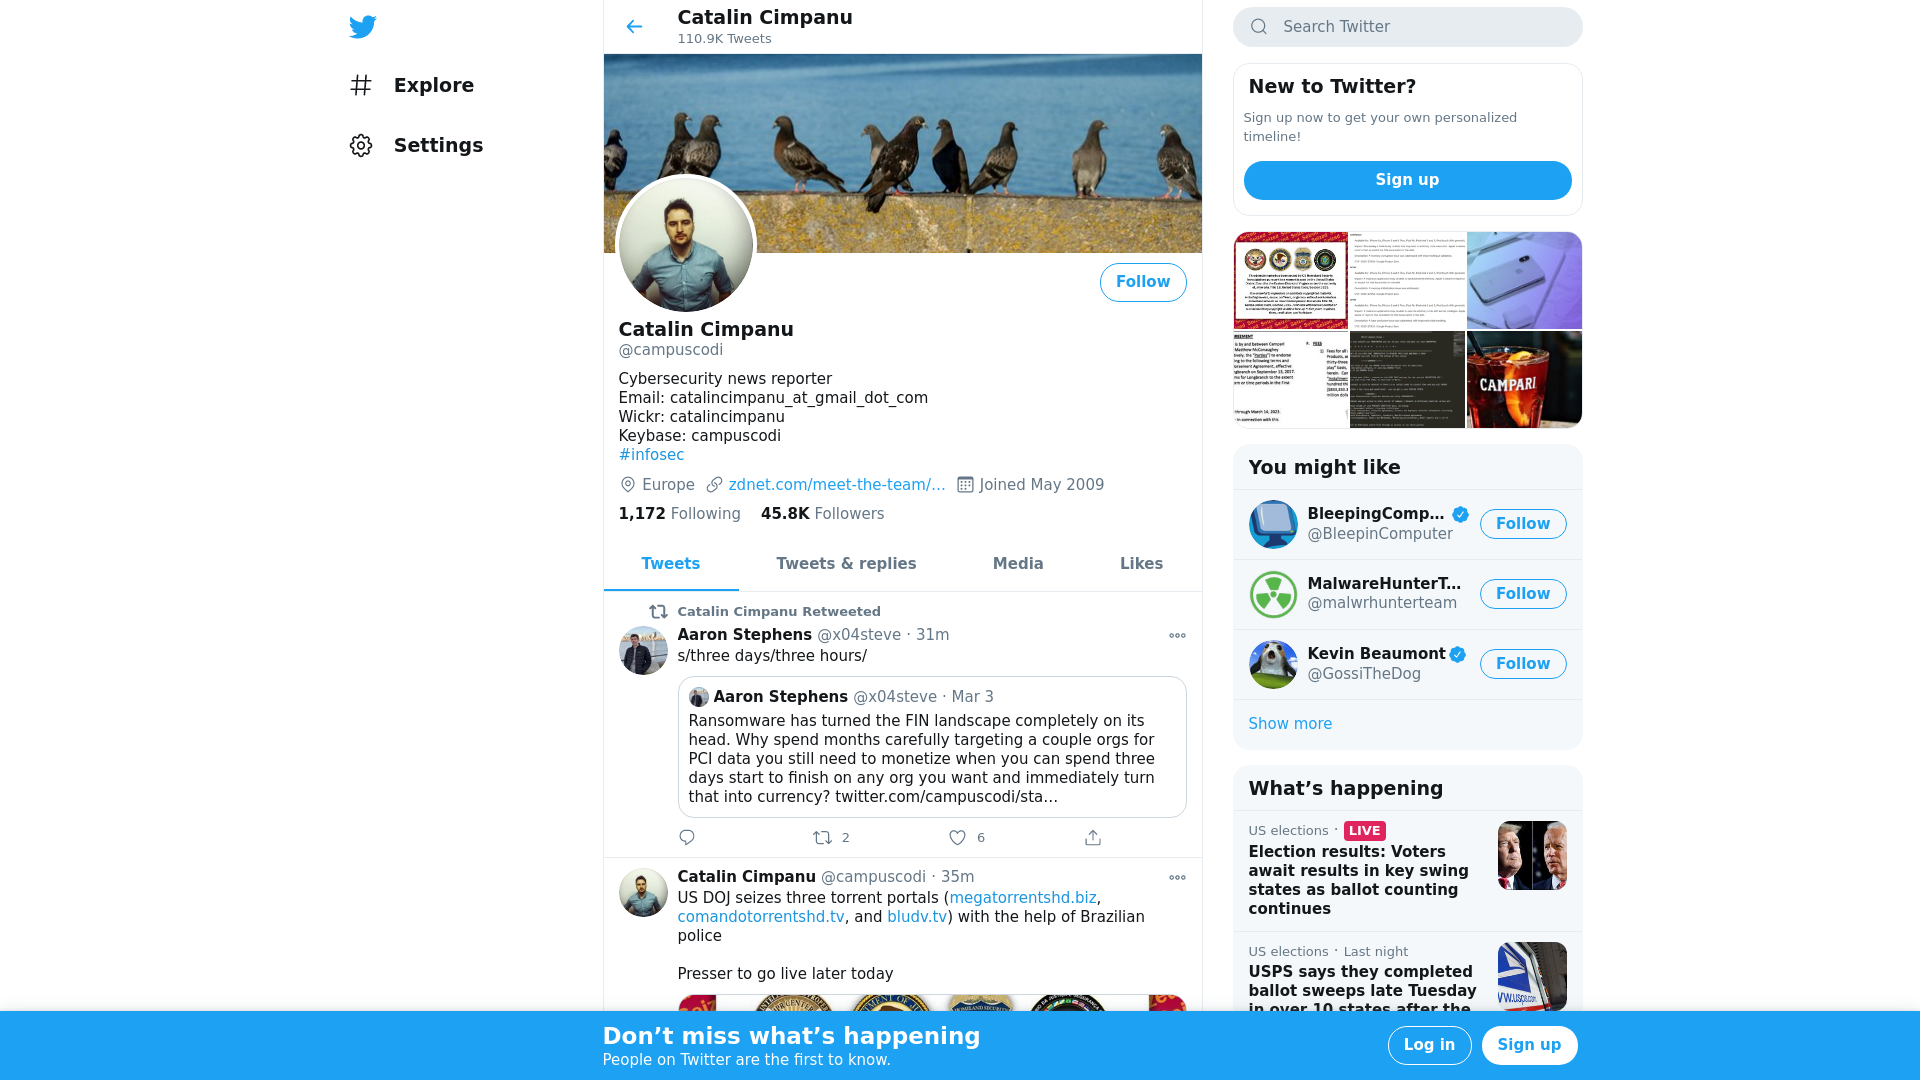 Explore
Settings
Catalin Cimpanu
110.9K Tweets
Follow
Catalin Cimpanu
@campuscodi
Cybersecurity news reporter
Email: catalincimpanu_at_gmail_dot_com
Wickr: catalincimpanu
Keybase: campuscodi
#infosec
Europe zdnet.com/meet-the-team/… Joined May 2009
1,172 Following 45.8K Followers
Tweets Tweets & replies Media Likes
Catalin Cimpanu Retweeted
Aaron Stephens @x04steve · 31m
s/three days/three hours/
Aaron Stephens @x04steve · Mar 3
Ransomware has turned the FIN landscape completely on its
head. Why spend months carefully targeting a couple orgs for
PCI data you still need to monetize when you can spend three
days start to finish on any org you want and immediately turn
that into currency? twitter.com/campuscodi/sta…
2 6
Catalin Cimpanu @campuscodi · 35m
US DOJ seizes three torrent portals (megatorrentshd.biz,
comandotorrentshd.tv, and bludv.tv) with the help of Brazilian
police
Presser to go live later today
Search Twitter
New to Twitter?
Sign up now to get your own personalized
timeline!
Sign up
CAMPARI
You might like
BleepingComp…
@BleepinComputer
Follow
MalwareHunterT…
@malwrhunterteam
Follow
Kevin Beaumont
@GossiTheDog
Follow
Show more
What’s happening
US elections · LIVE
Election results: Voters
await results in key swing
states as ballot counting
continues
US elections · Last night
USPS says they completed
ballot sweeps late Tuesday
in over 10 states after the
Don’t miss what’s happening
People on Twitter are the first to know.
Log in
Sign up